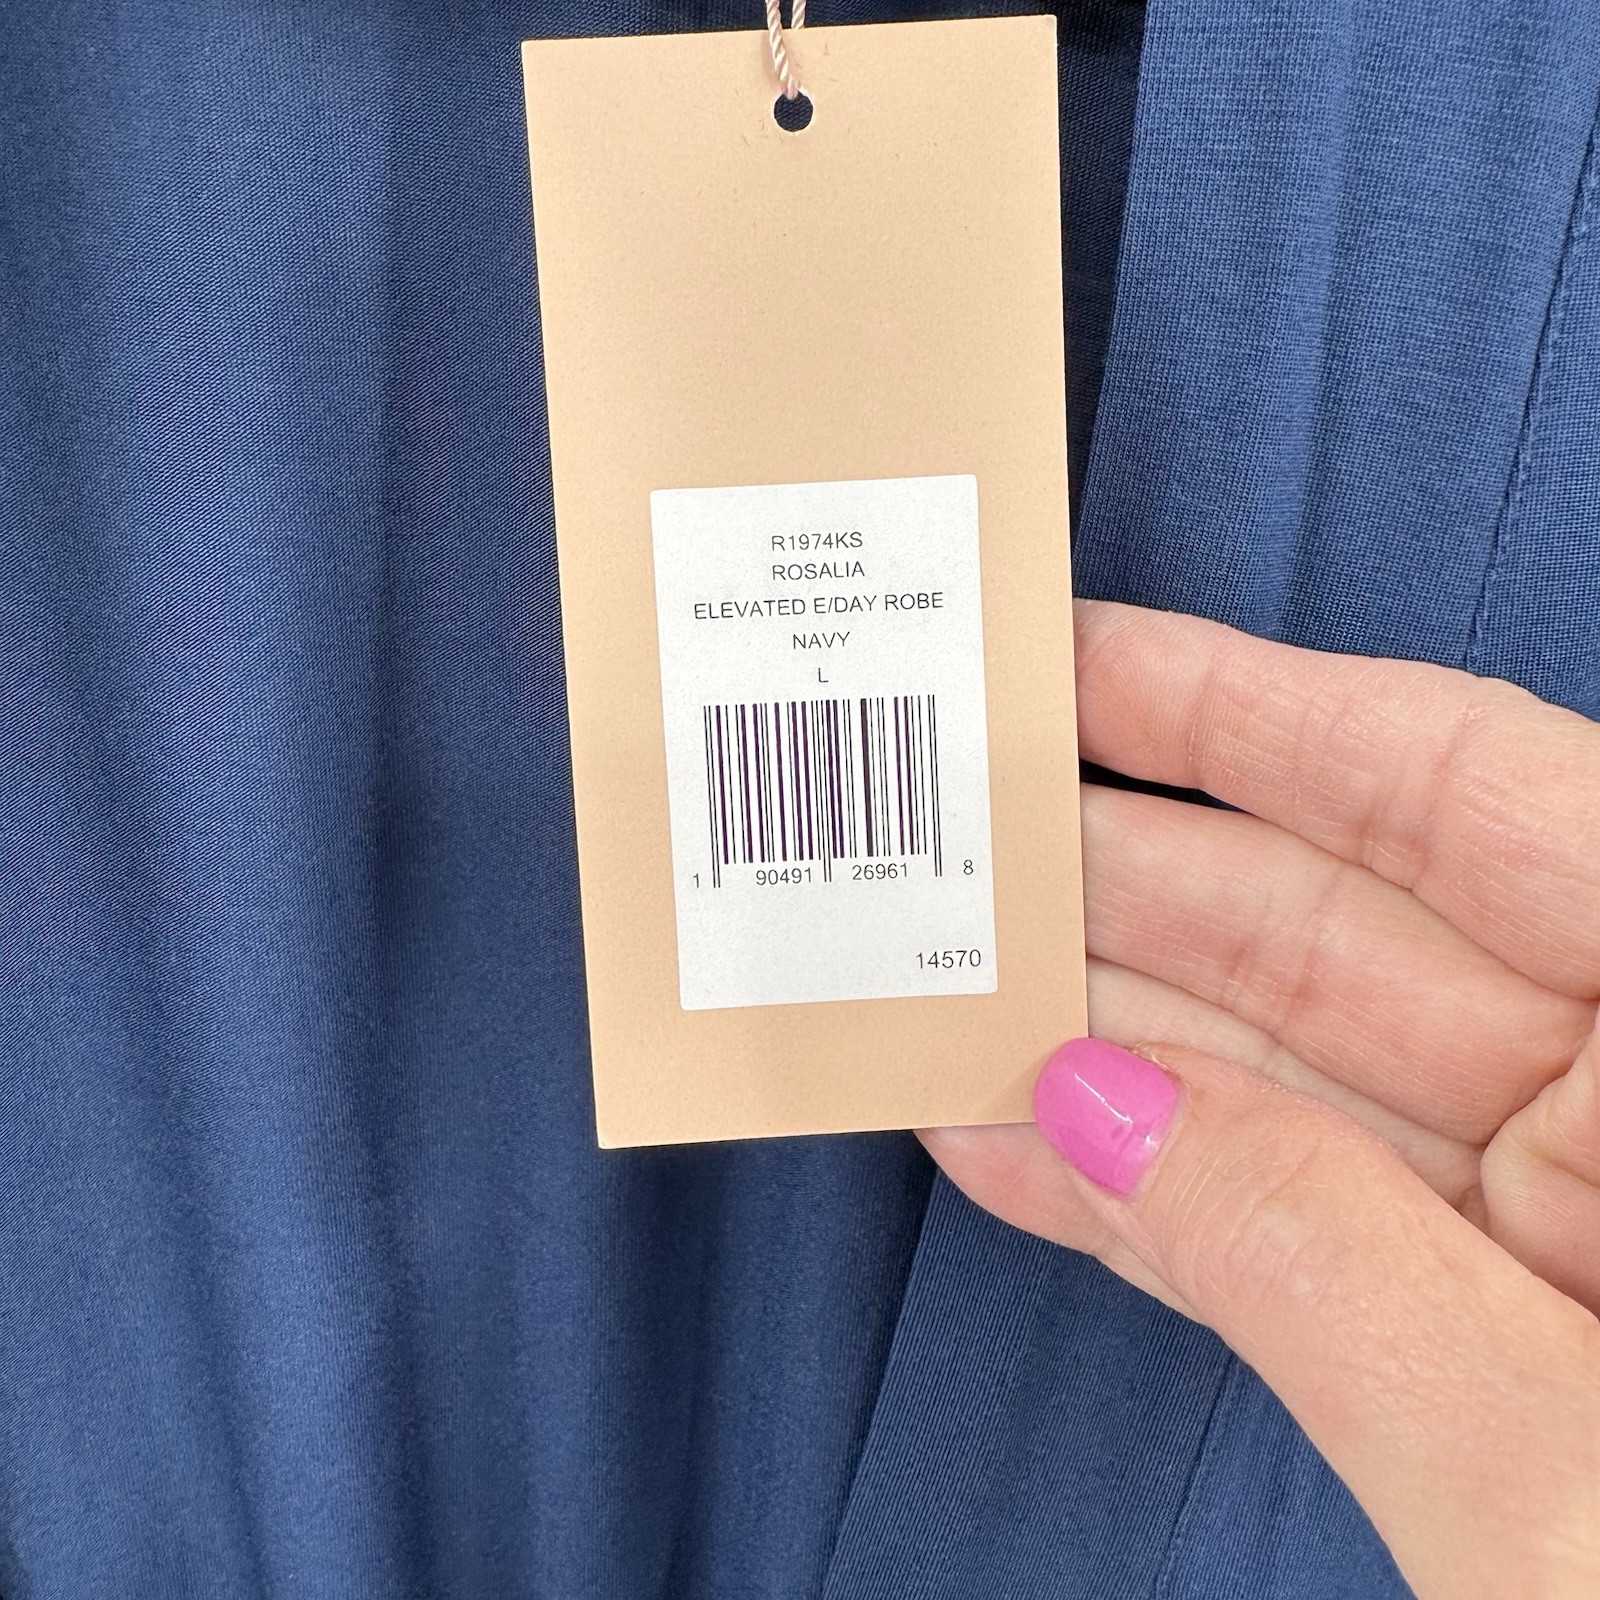 R1974KS
ROSALIA
ELEVATED E/DAY ROBE
NAVY
L
1 90491 26961 8
14570